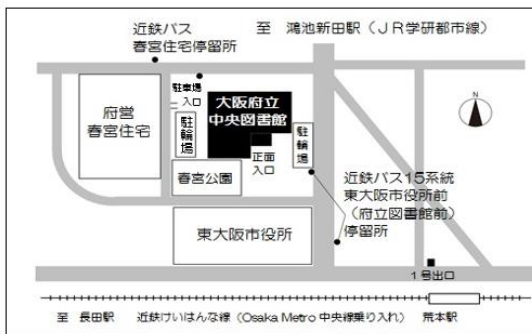 近鉄バス
春宮住宅停留所
至 鴻池新田駅（ＪＲ学研都市線）
駐車場
入口
大阪府立
中央図書館
府営
春宮住宅
駐輪場
駐輪場
正面
入口
N
春宮公園
近鉄バス15系統
東大阪市役所前
（府立図書館前）
停留所
東大阪市役所
１号出口
至 長田駅 近鉄けいはんな線（Osaka Metro 中央線乗り入れ） 荒本駅